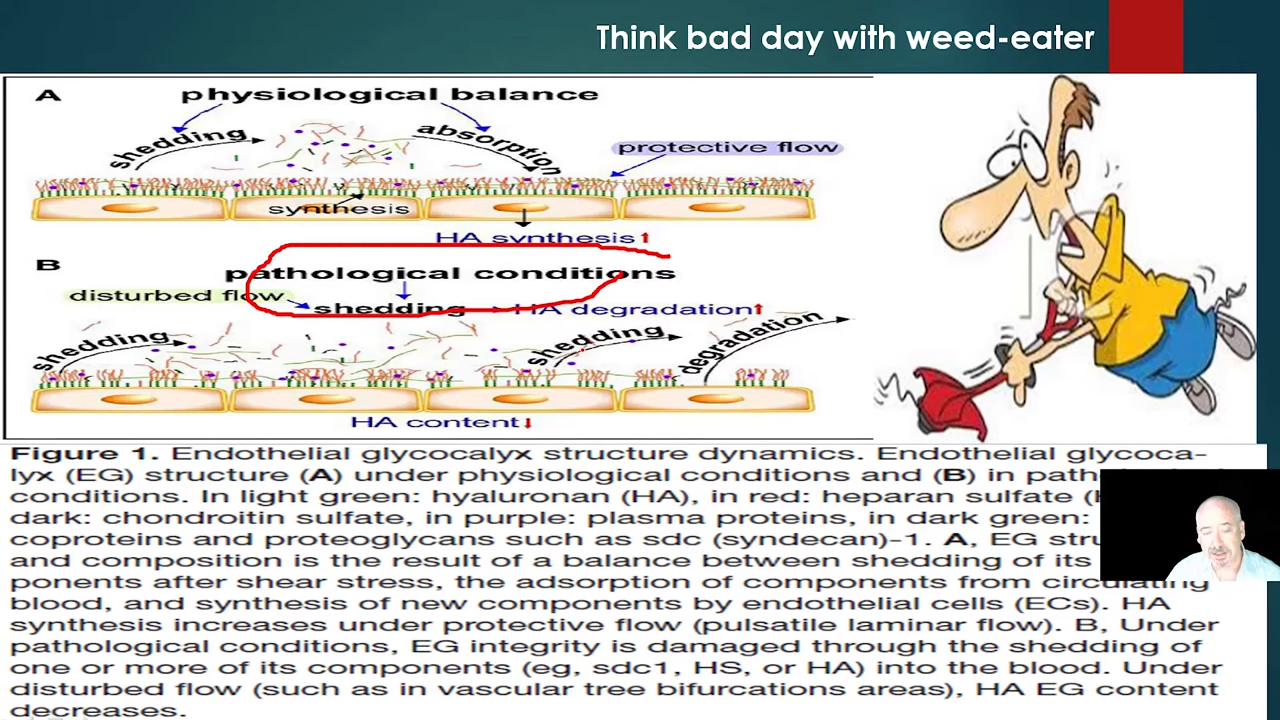 Think bad day with weed-eater
A
physiological balance
shedding
absorption
protective flow
synthesis
HA synthesis
B
pathological conditions
disturbed flow
shedding
HA degradation
shedding
shedding
degradation
HA content
Figure 1. Endothelial glycocalyx structure dynamics. Endothelial glycoca-
lyx (EG) structure (A) under physiological conditions and (B) in
conditions. In light green: hyaluronan (HA), in red: heparan sulfate
dark: chondroitin sulfate, in purple: plasma proteins, in dark green:
coproteins and proteoglycans such as sdc (syndecan)-1. A, EG
and composition is the result of a balance between shedding of its
ponents after shear stress, the adsorption of components from circulating
blood, and synthesis of new components by endothelial cells (ECs). HA
synthesis increases under protective flow (pulsatile laminar flow). B, Under
pathological conditions, EG integrity is damaged through the shedding of
one or more of its components (eg, sdc1, HS, or HA) into the blood. Under
disturbed flow (such as in vascular tree bifurcations areas), HA EG content
decreases.